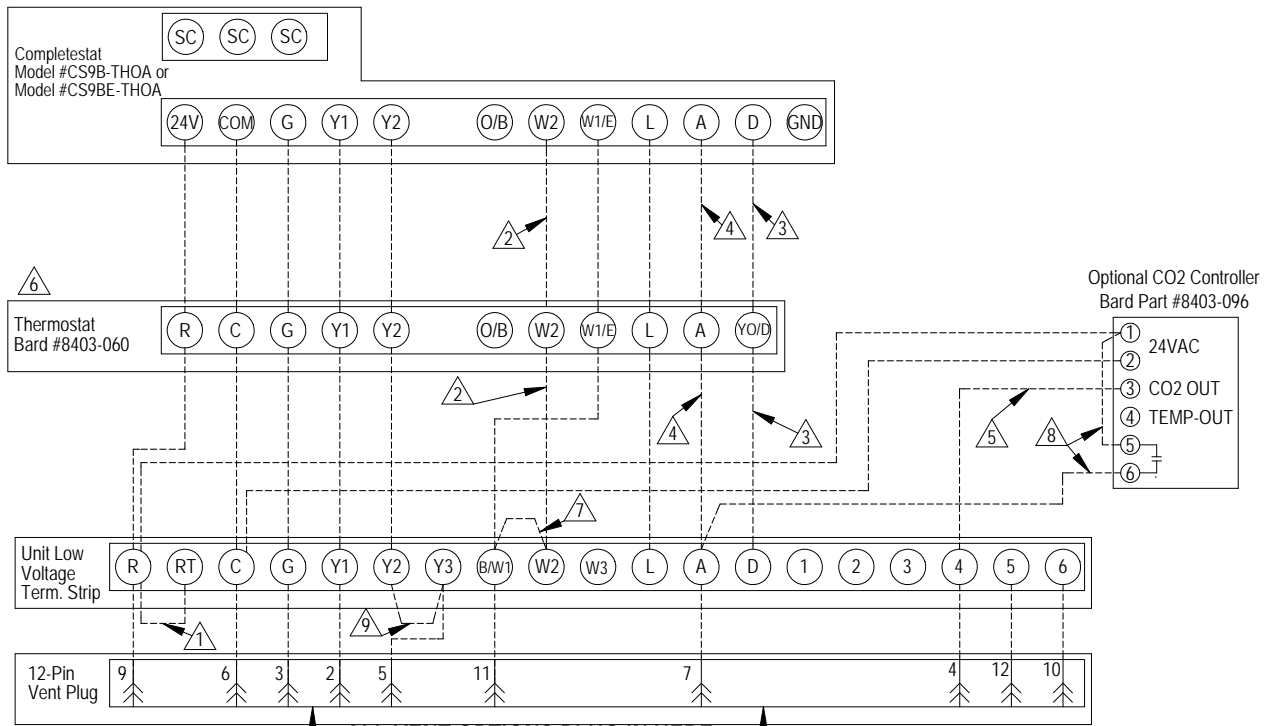 SC SC SC
Completestat
Model #CS9B-THOA or
Model #CS9BE-THOA
24V COM G Y1 Y2 O/B W2 W1/E L A D GND
2 4 3
6
Optional CO2 Controller
Bard Part #8403-096
Thermostat
Bard #8403-060
R C G Y1 Y2 O/B W2 W1/E L A YO/D
1
24VAC
2
3 CO2 OUT
4 TEMP-OUT
5
6
2 4 3 5 8
7
Unit Low
Voltage
Term. Strip
R RT C G Y1 Y2 Y3 B/W1 W2 W3 L A D 1 2 3 4 5 6
1 9
12-Pin
Vent Plug
9 6 3 2 5 11 7 4 12 10